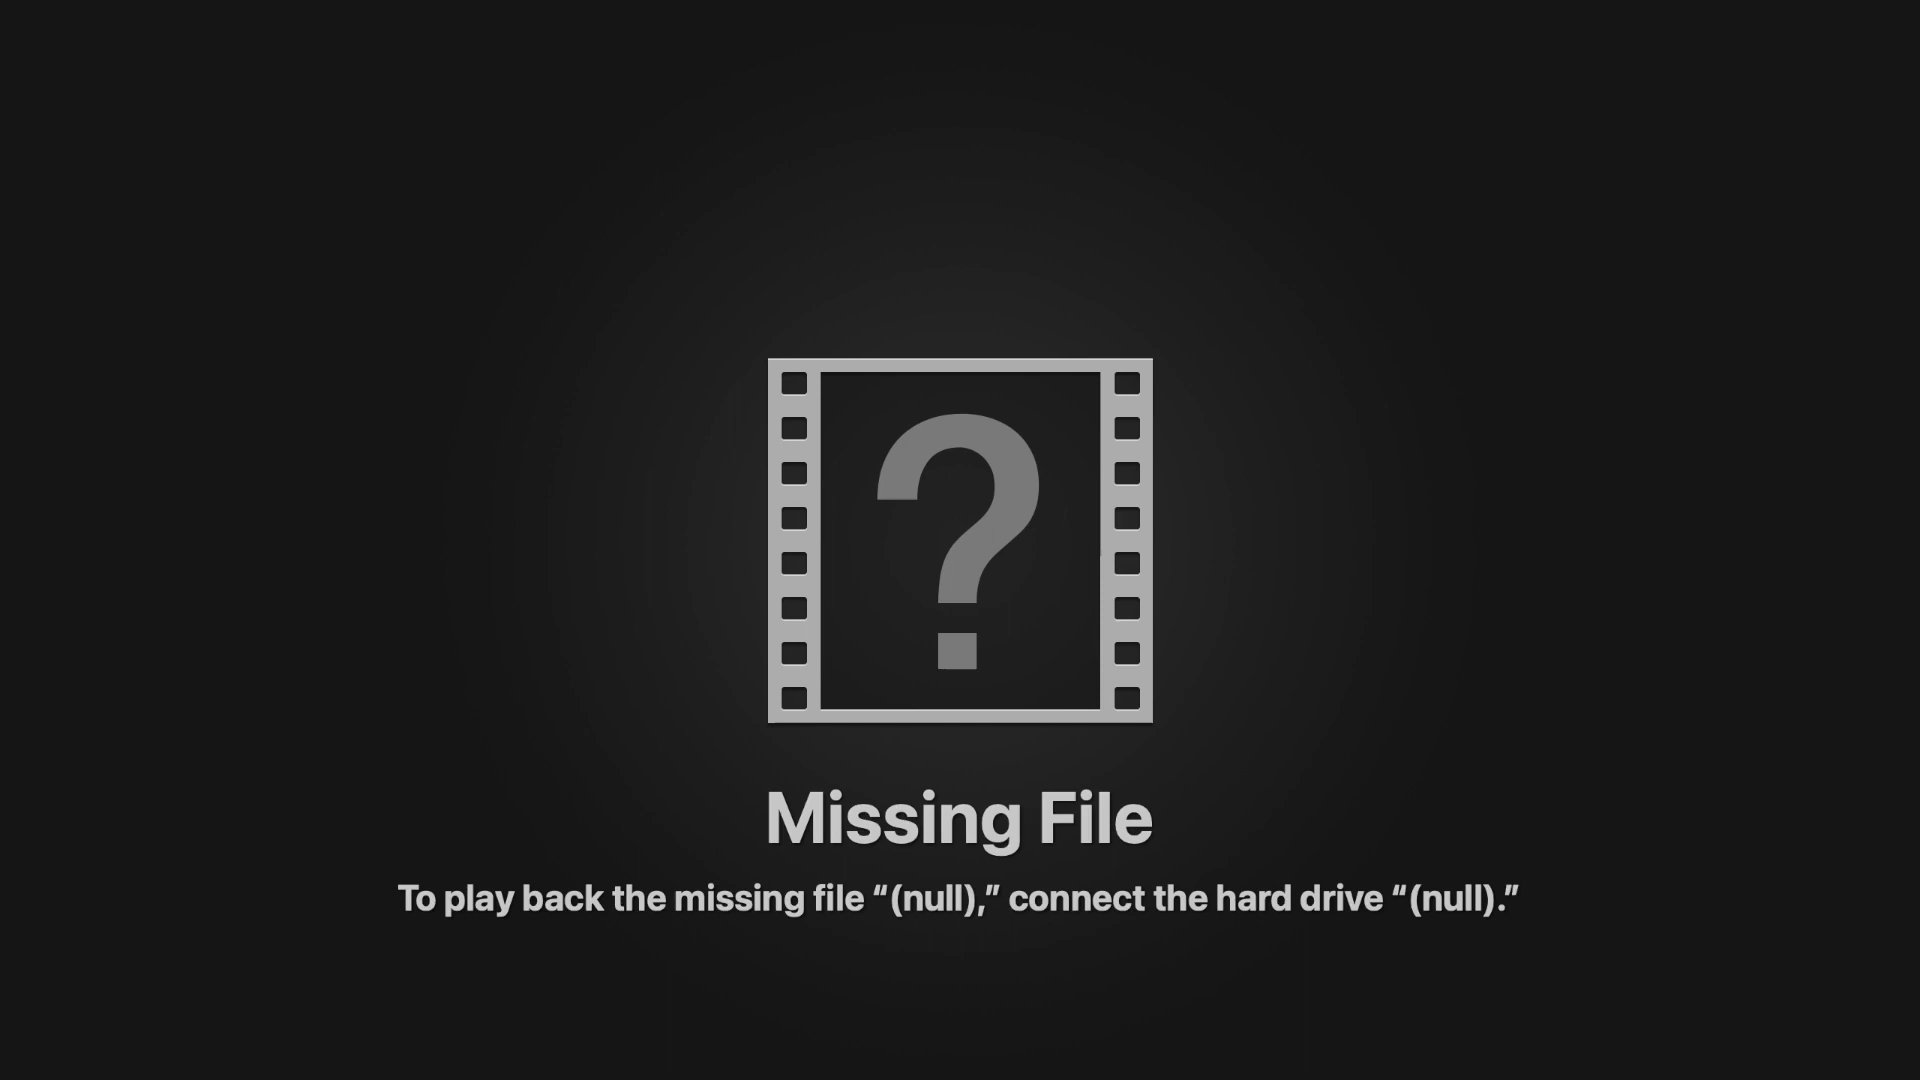 ?
Missing File
To play back the missing file “(null),” connect the hard drive “(null).”